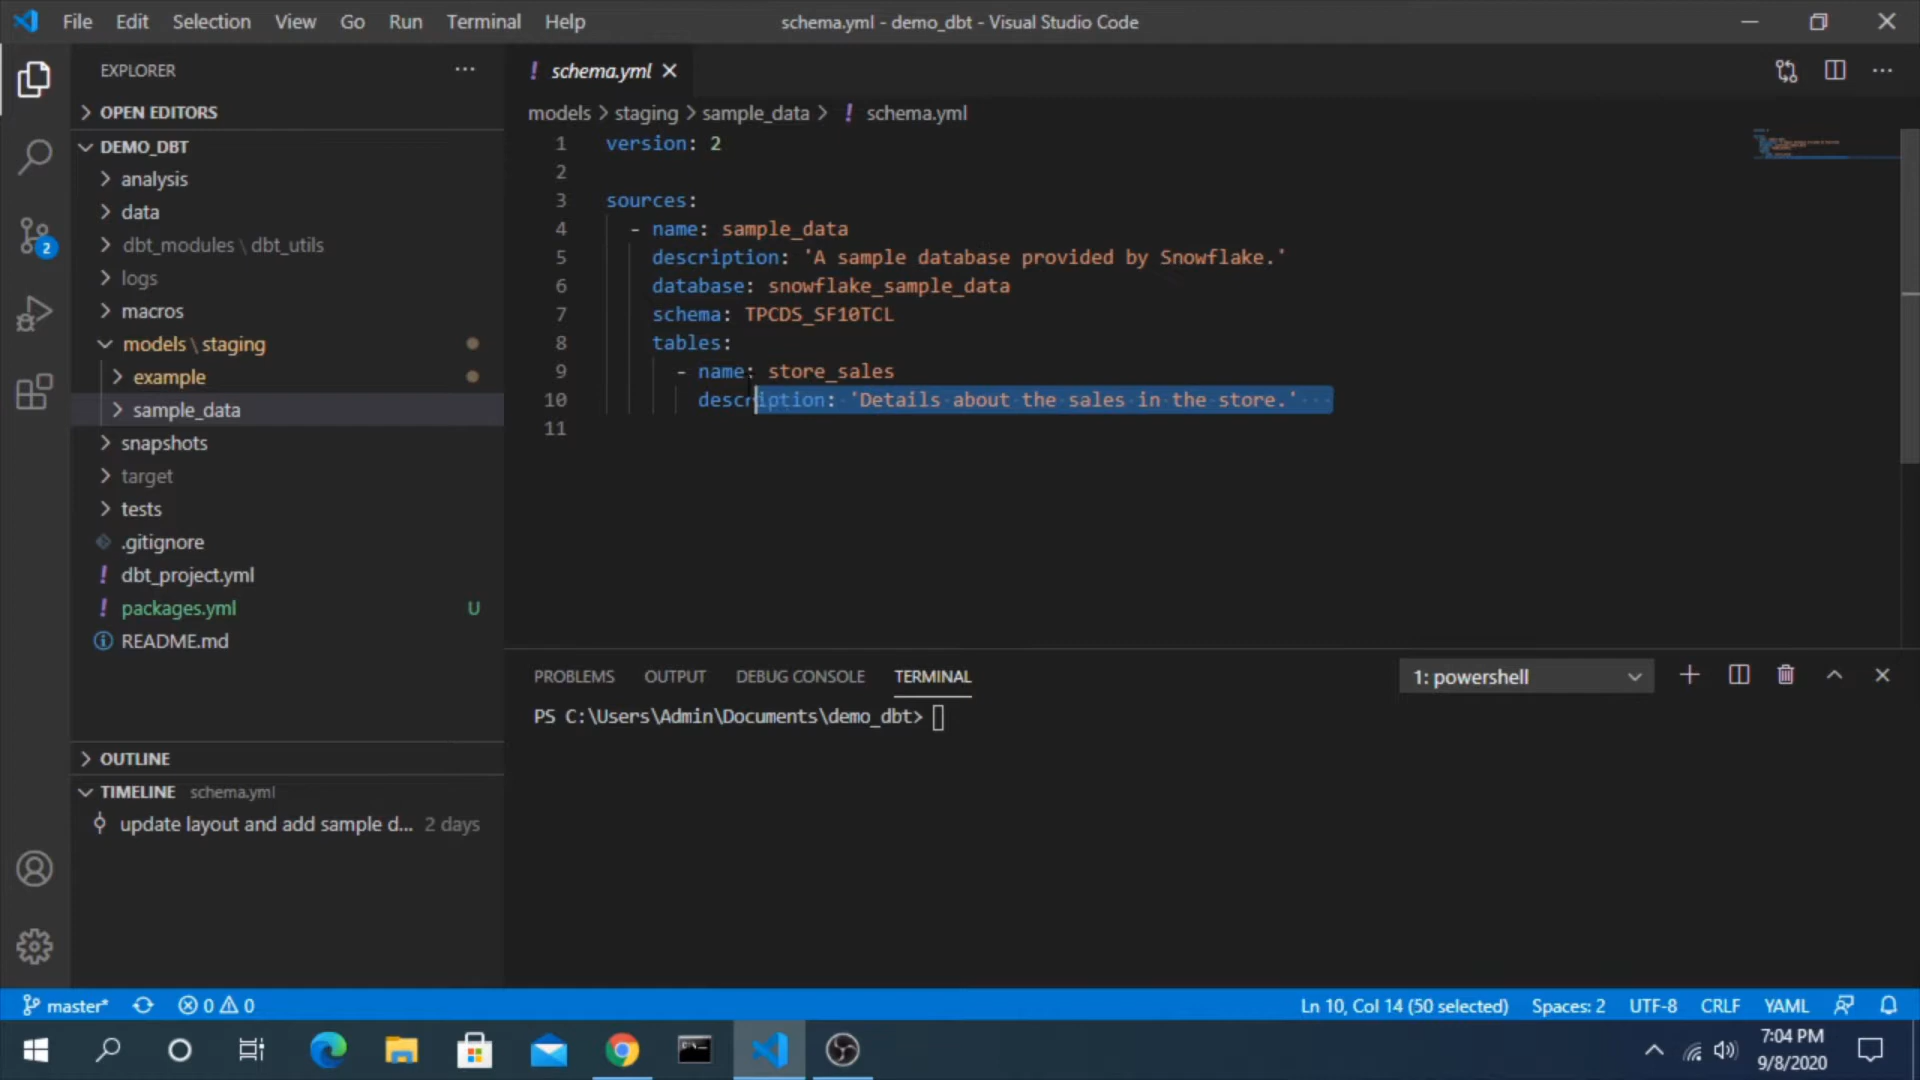 File Edit Selection View Go Run Terminal Help
schema.yml - demo_dbt - Visual Studio Code
EXPLORER
OPEN EDITORS
DEMO_DBT
analysis
data
dbt_modules \ dbt_utils
logs
macros
models \ staging
example
sample_data
snapshots
target
tests
.gitignore
! dbt_project.yml
! packages.yml U
README.md
OUTLINE
TIMELINE schema.yml
update layout and add sample d... 2 days
2
! schema.yml
models > staging > sample_data > ! schema.yml
1 version: 2
2
3 sources:
4 - name: sample_data
5 description: 'A sample database provided by Snowflake.'
6 database: snowflake_sample_data
7 schema: TPCDS_SF10TCL
8 tables:
9 - name: store_sales
10 description: 'Details about the sales in the store.'
11
PROBLEMS OUTPUT DEBUG CONSOLE TERMINAL
1: powershell
PS C:\Users\Admin\Documents\demo_dbt>
master* 0 0
Ln 10, Col 14 (50 selected) Spaces: 2 UTF-8 CRLF YAML
7:04 PM
9/8/2020